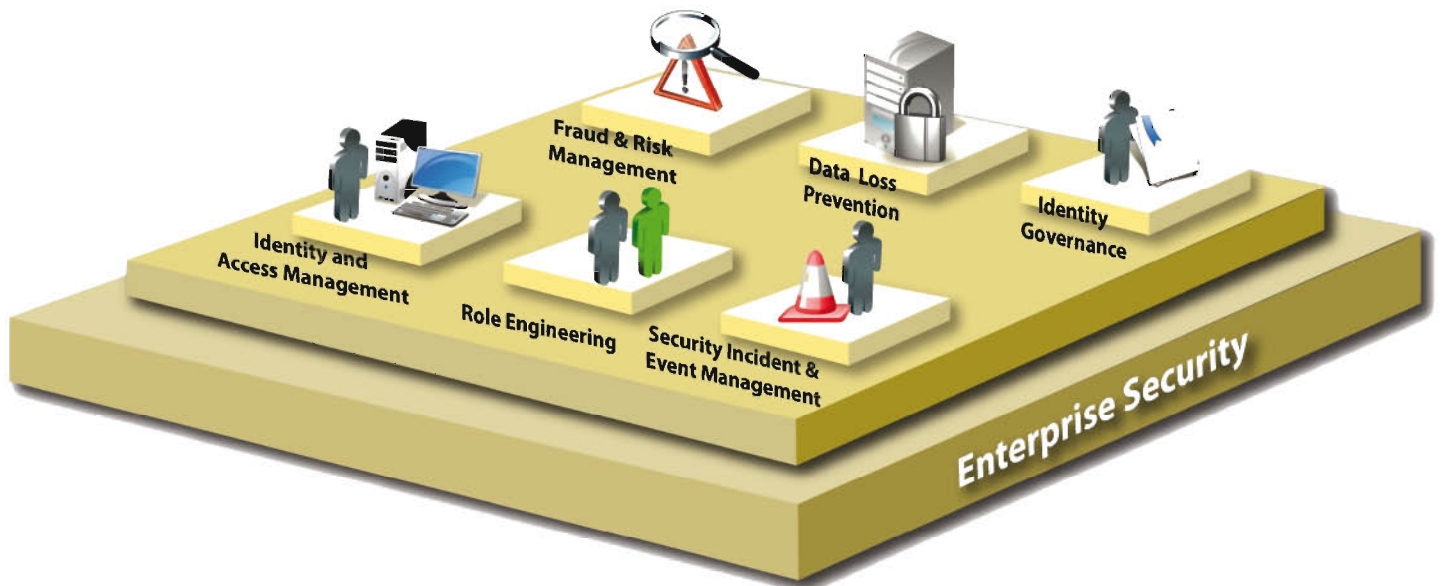 Fraud & Risk
Management
Data Loss
Prevention
Identity
Governance
Identity and
Access Management
Role Engineering
Security Incident &
Event Management
Enterprise Security